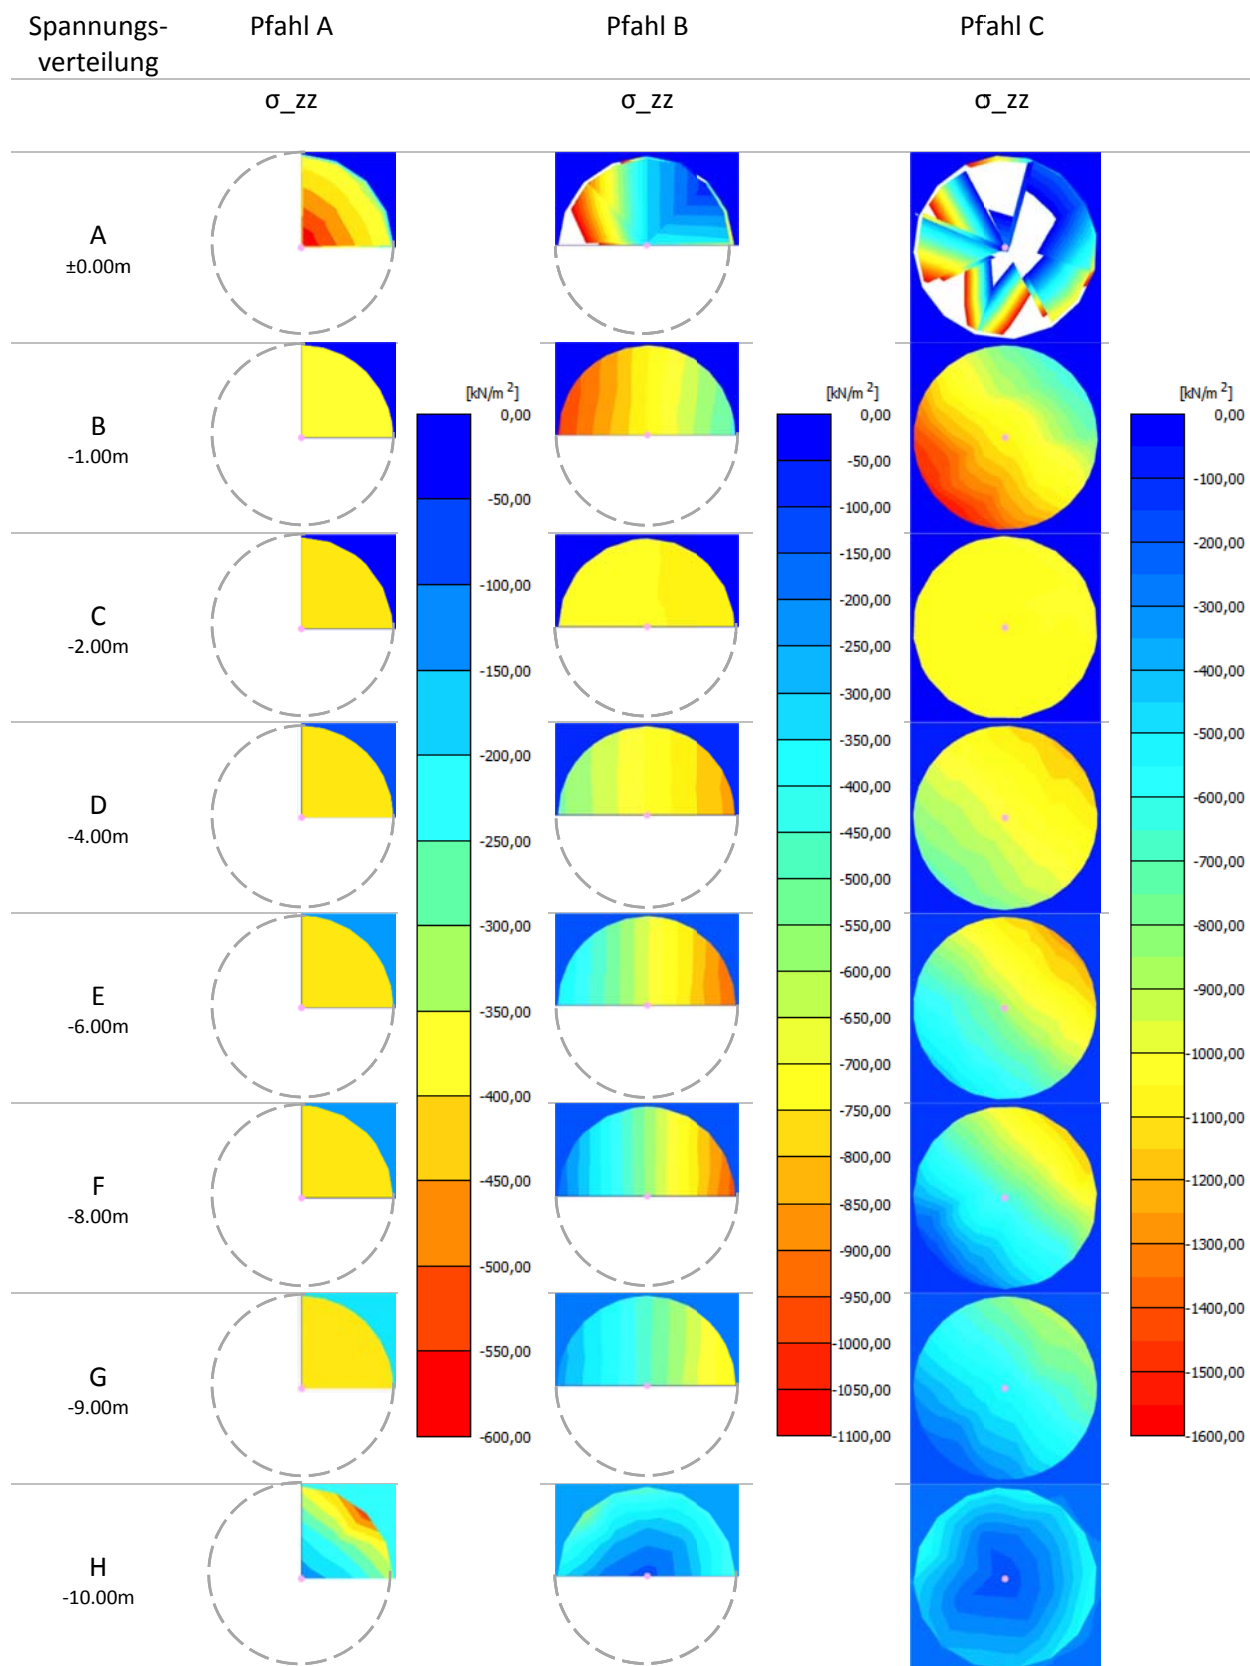 Spannungs-
verteilung
Pfahl A
Pfahl B
Pfahl C
σ_zz
σ_zz
σ_zz
A
±0.00m
B
-1.00m
C
-2.00m
D
-4.00m
E
-6.00m
F
-8.00m
G
-9.00m
H
-10.00m
[kN/m²]
0,00
-50,00
-100,00
-150,00
-200,00
-250,00
-300,00
-350,00
-400,00
-450,00
-500,00
-550,00
-600,00
[kN/m²]
0,00
-50,00
-100,00
-150,00
-200,00
-250,00
-300,00
-350,00
-400,00
-450,00
-500,00
-550,00
-600,00
-650,00
-700,00
-750,00
-800,00
-850,00
-900,00
-950,00
-1000,00
-1050,00
-1100,00
[kN/m²]
0,00
-100,00
-200,00
-300,00
-400,00
-500,00
-600,00
-700,00
-800,00
-900,00
-1000,00
-1100,00
-1200,00
-1300,00
-1400,00
-1500,00
-1600,00